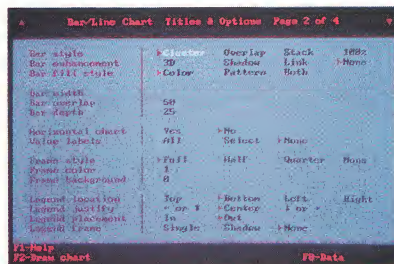 Bar/Line Chart Titles & Options Page 2 of 4
Bar style ►Cluster Overlap Stack 100%
Bar enhancement 3D Shadow Link ►None
Bar fill style ►Color Pattern Both
Bar width
Bar overlap 50
Bar depth 25
Horizontal chart Yes ►No
Value labels All Select ►None
Frame style ►Full Half Quarter None
Frame color 1
Frame background 0
Legend location Top ►Bottom Left Right
Legend justify ← or ↑ ►Center ↓ or →
Legend placement In ►Out
Legend frame Single Shadow ►None
F1-Help
F2-Draw chart F8-Data